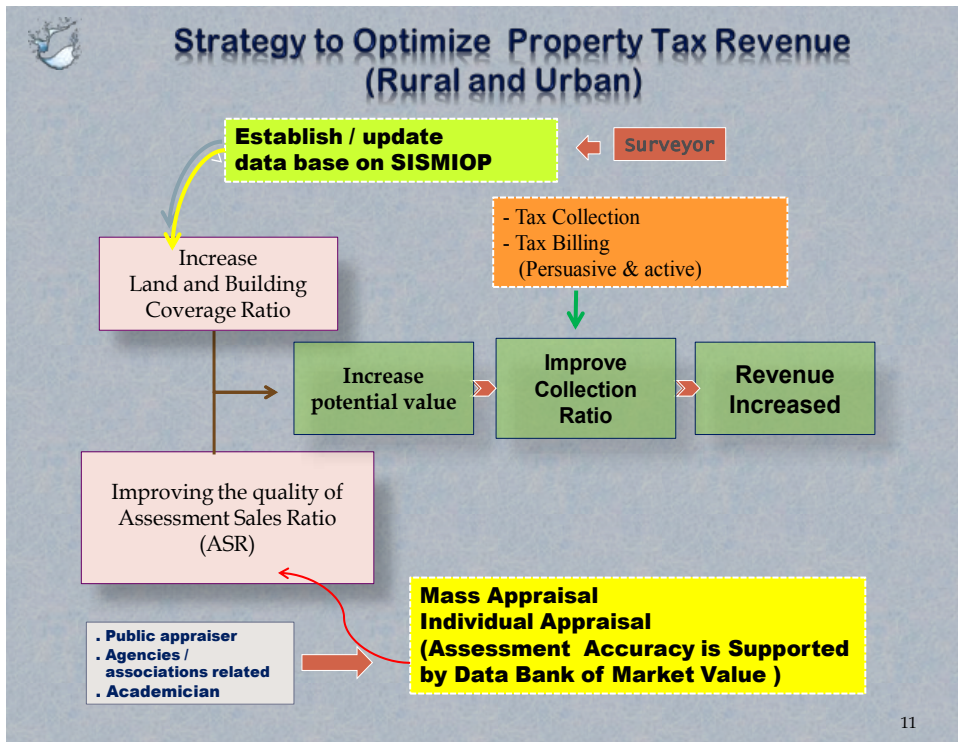 Strategy to Optimize Property Tax Revenue
(Rural and Urban)
Establish / update
data base on SISMIOP
Surveyor
- Tax Collection
- Tax Billing
(Persuasive & active)
Increase
Land and Building
Coverage Ratio
Increase
potential value
Improve
Collection
Ratio
Revenue
Increased
Improving the quality of
Assessment Sales Ratio
(ASR)
Mass Appraisal
Individual Appraisal
(Assessment Accuracy is Supported
by Data Bank of Market Value )
. Public appraiser
. Agencies /
associations related
. Academician
11